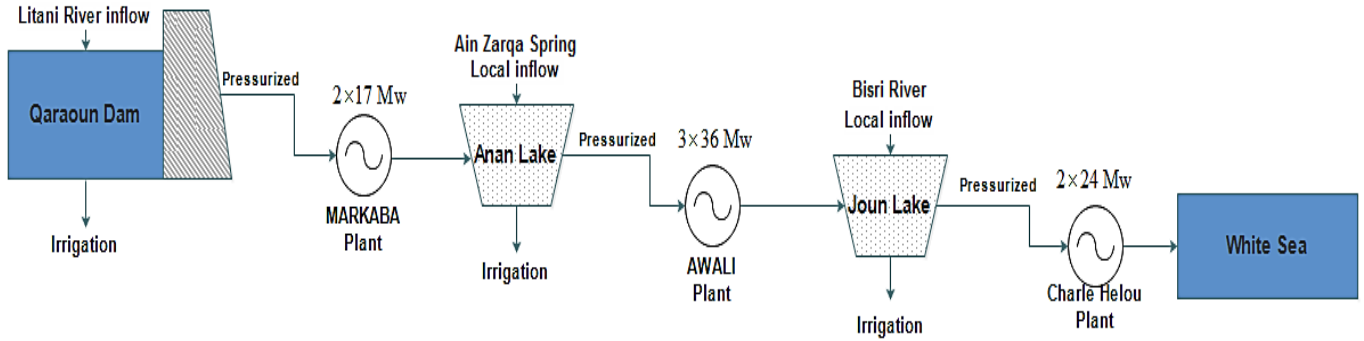 Litani River inflow
Qaraoun Dam
Irrigation
Pressurized
2×17 Mw
MARKABA
Plant
Ain Zarqa Spring
Local inflow
Anan Lake
Irrigation
Pressurized
3×36 Mw
AWALI
Plant
Bisri River
Local inflow
Joun Lake
Irrigation
Pressurized
2×24 Mw
Charle Helou
Plant
White Sea